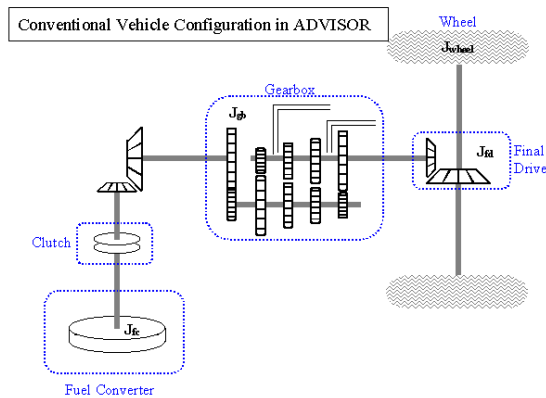 Conventional Vehicle Configuration in ADVISOR
Wheel
Jwheel
Gearbox
Jgb
Jfd
Final
Drive
Clutch
Jfc
Fuel Converter